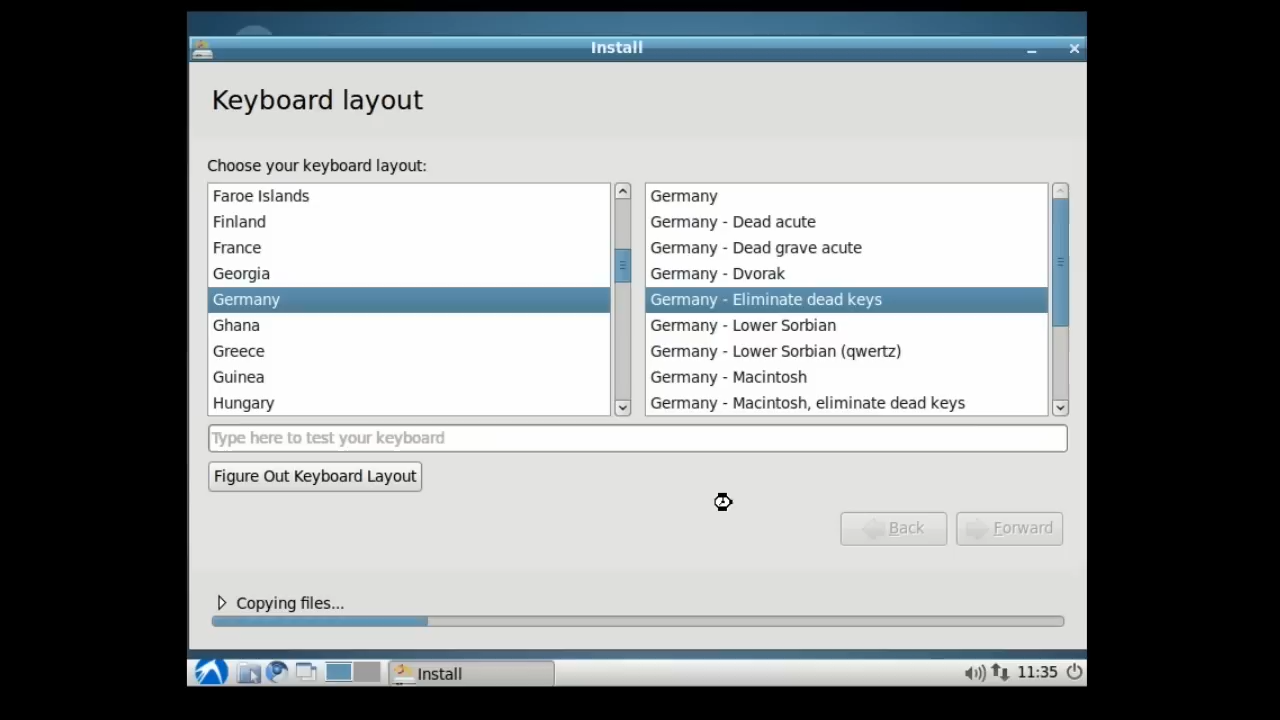 Install
Keyboard layout
Choose your keyboard layout:
Faroe Islands
Finland
France
Georgia
Germany
Ghana
Greece
Guinea
Hungary
Germany
Germany - Dead acute
Germany - Dead grave acute
Germany - Dvorak
Germany - Eliminate dead keys
Germany - Lower Sorbian
Germany - Lower Sorbian (qwertz)
Germany - Macintosh
Germany - Macintosh, eliminate dead keys
Type here to test your keyboard
Figure Out Keyboard Layout
Back
Forward
Copying files...
Install
11:35